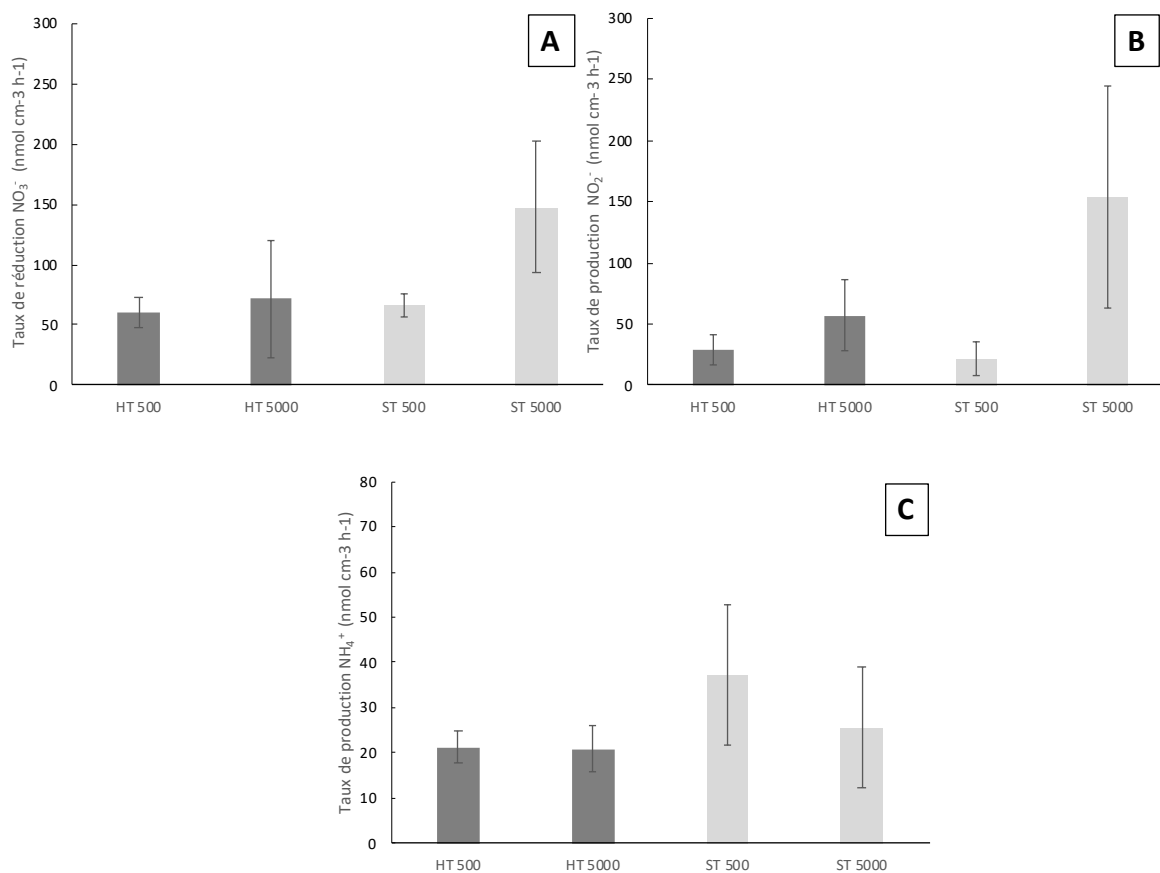 A
Taux de réduction NO₃⁻ (nmol cm-3 h-1)
300
250
200
150
100
50
0
HT 500 HT 5000 ST 500 ST 5000
B
Taux de production NO₂⁻ (nmol cm- 3 h-1)
300
250
200
150
100
50
0
HT 500 HT 5000 ST 500 ST 5000
C
Taux de production NH₄⁺ (nmol cm-3 h-1)
80
70
60
50
40
30
20
10
0
HT 500 HT 5000 ST 500 ST 5000